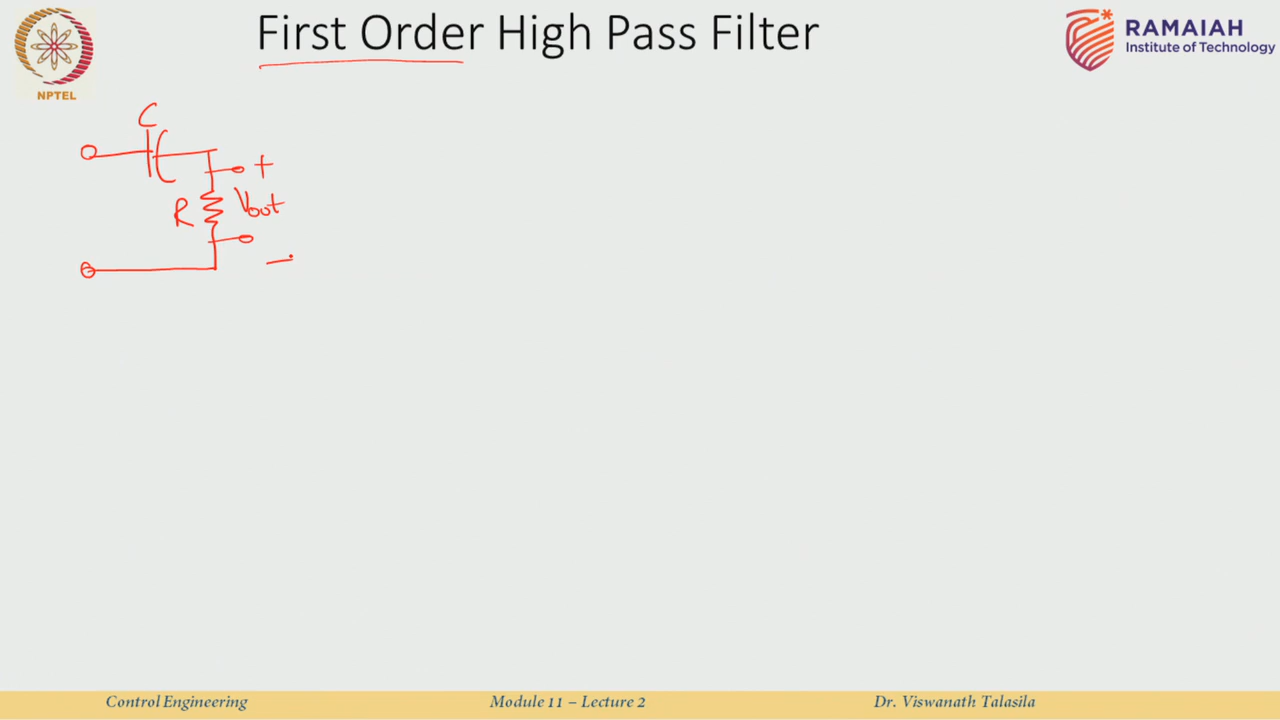 First Order High Pass Filter
NPTEL
RAMAIAH
Institute of Technology
C
+
R
Vout
-
Control Engineering
Module 11 – Lecture 2
Dr. Viswanath Talasila